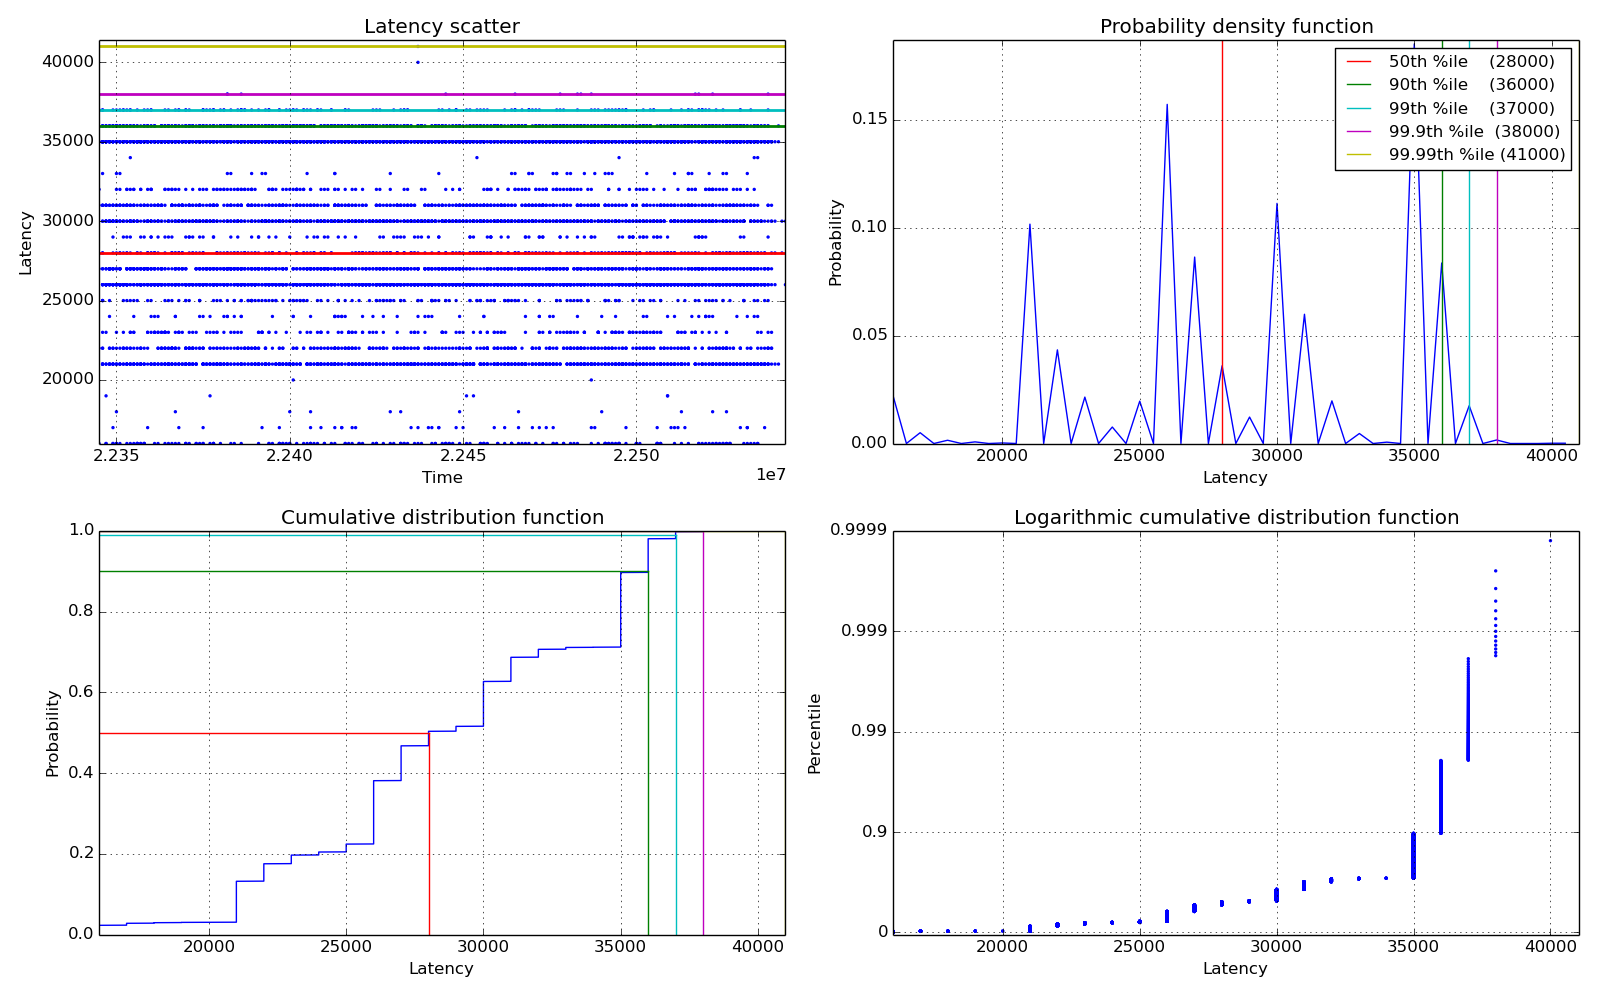 Latency scatter
40000
35000
30000
25000
20000
Latency
2.235
2.240
2.245
2.250
1e7
Time
Probability density function
50th %ile (28000)
90th %ile (36000)
99th %ile (37000)
99.9th %ile (38000)
99.99th %ile (41000)
0.15
0.10
0.05
0.00
Probability
20000
25000
30000
35000
40000
Latency
Cumulative distribution function
1.0
0.8
0.6
0.4
0.2
0.0
Probability
20000
25000
30000
35000
40000
Latency
Logarithmic cumulative distribution function
0.9999
0.999
0.99
0.9
0
Percentile
20000
25000
30000
35000
40000
Latency